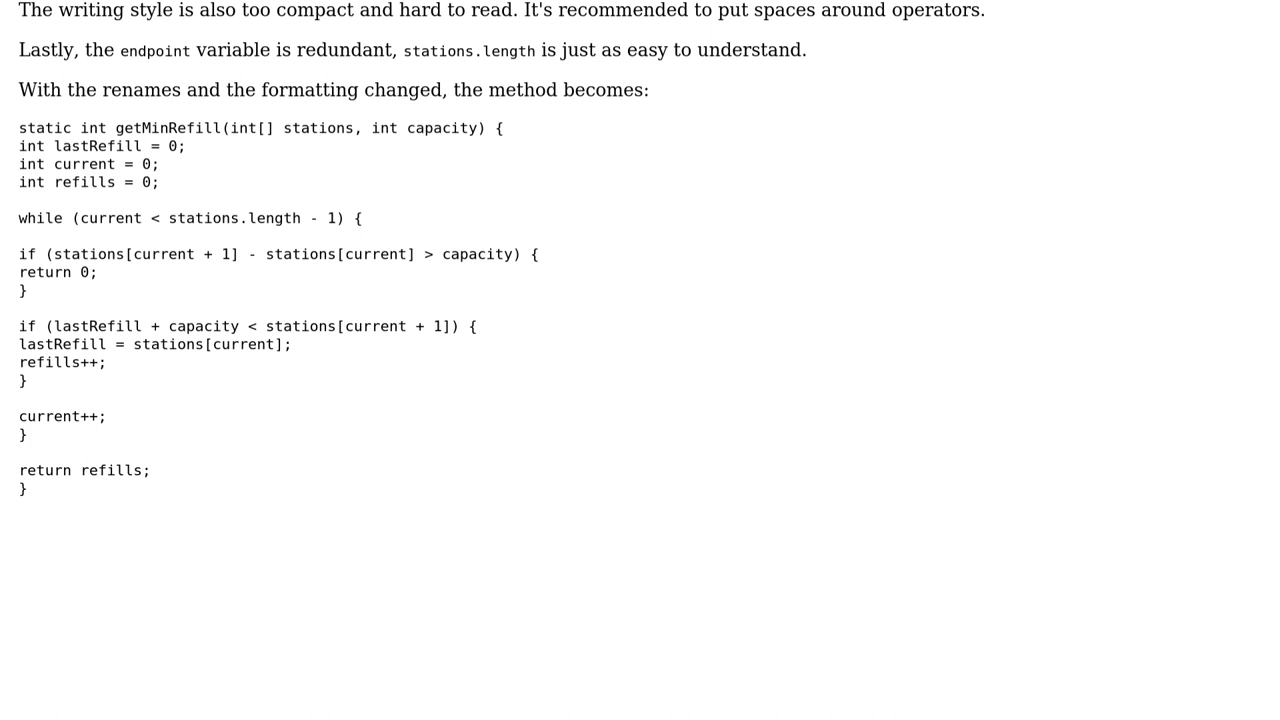 The writing style is also too compact and hard to read. It's recommended to put spaces around operators.
Lastly, the endpoint variable is redundant, stations.length is just as easy to understand.
With the renames and the formatting changed, the method becomes:
static int getMinRefill(int[] stations, int capacity) {
int lastRefill = 0;
int current = 0;
int refills = 0;
while (current < stations.length - 1) {
if (stations[current + 1] - stations[current] > capacity) {
return 0;
}
if (lastRefill + capacity < stations[current + 1]) {
lastRefill = stations[current];
refills++;
}
current++;
}
return refills;
}